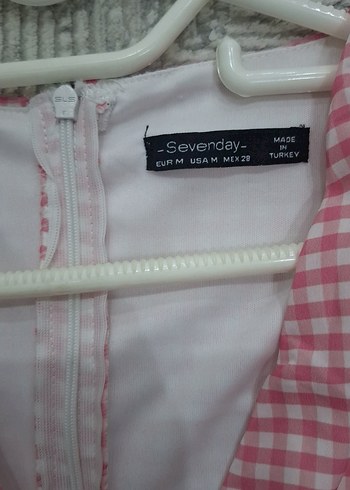 -Sevenday-
EUR M USA M MEX 28
MADE
IN
TURKEY